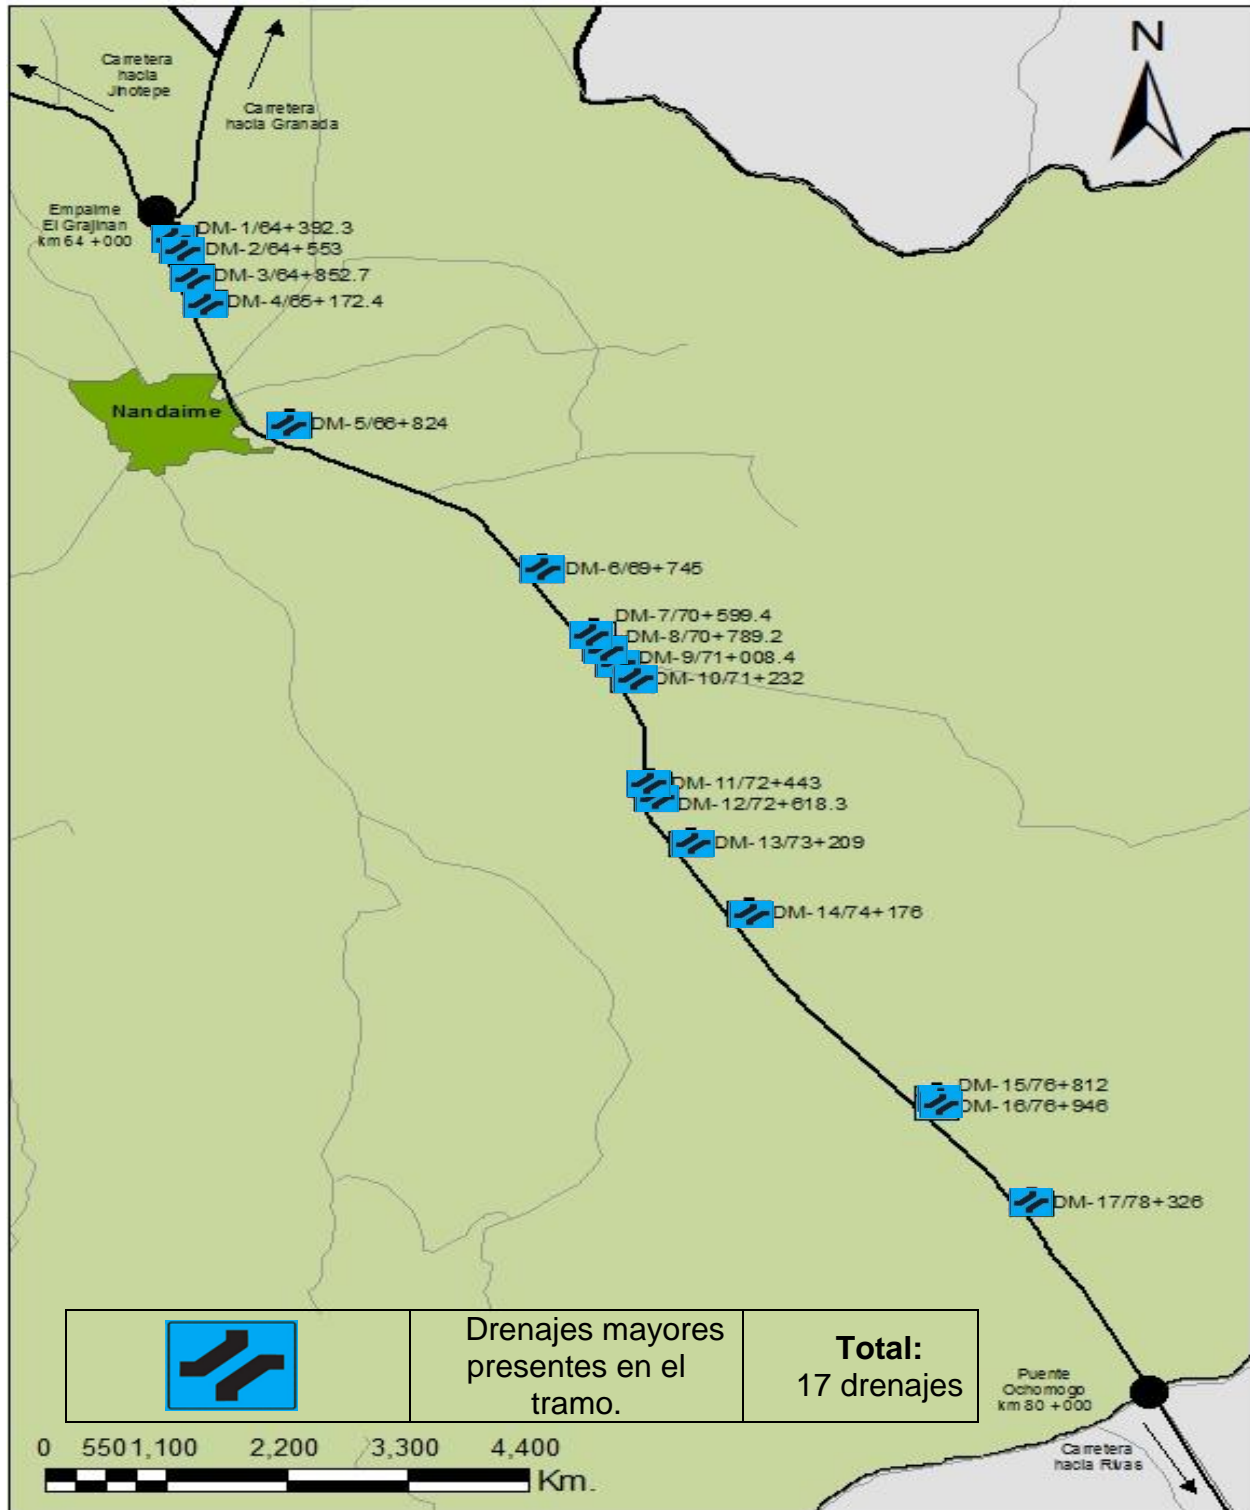 N
Carretera
hacia
Jinotepe
Carretera
hacia Granada
Empalme
El Grajinan
km 64 +000
DM-1/64+392.3
DM-2/64+553
DM-3/64+852.7
DM-4/65+172.4
Nandaime
DM-5/66+824
DM-6/69+745
DM-7/70+599.4
DM-8/70+789.2
DM-9/71+008.4
DM-10/71+232
DM-11/72+443
DM-12/72+618.3
DM-13/73+209
DM-14/74+176
DM-15/76+812
DM-16/76+946
DM-17/78+326
Drenajes mayores
presentes en el
tramo.
Total:
17 drenajes
Puente
Ochomogo
km 80 +000
Carretera
hacia Rivas
0 550 1,100 2,200 3,300 4,400
Km.